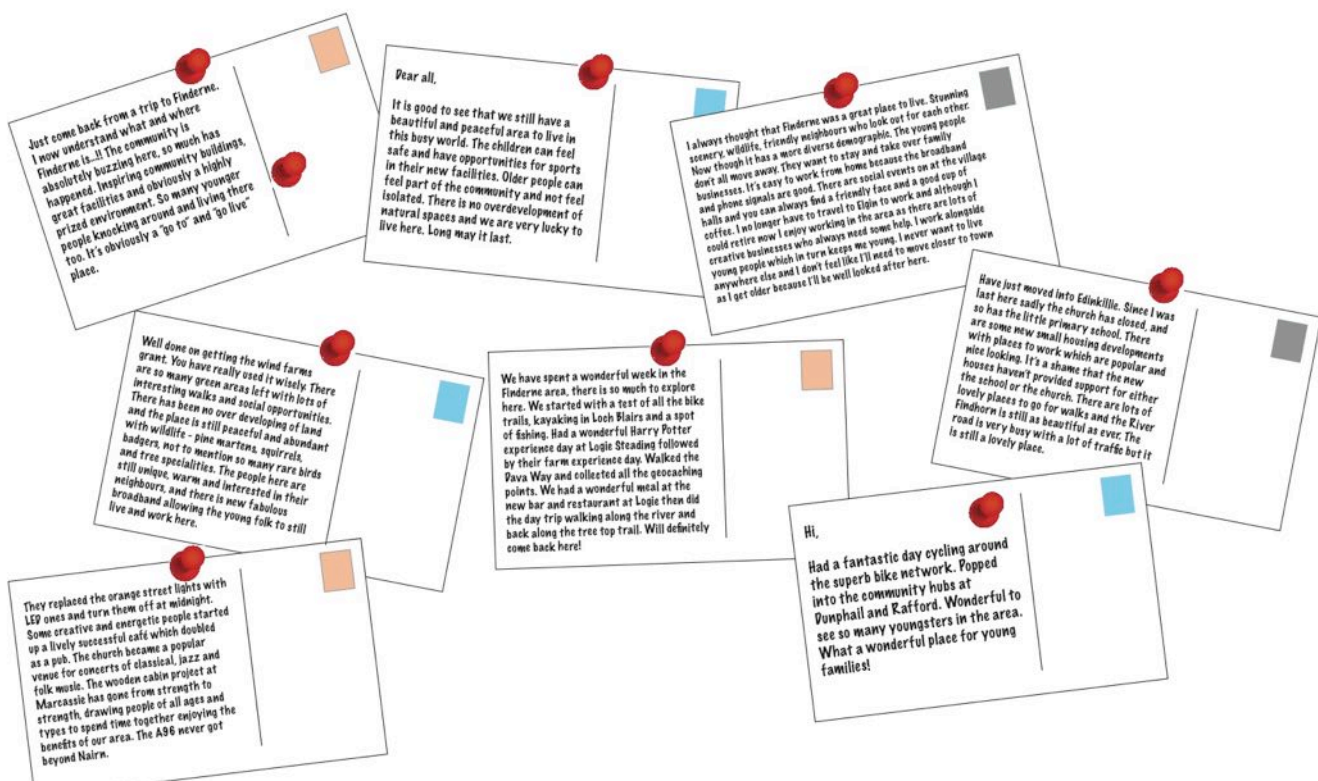 Just come back from a trip to Finderne.
I now understand what and where
Finderne is...!! The community is
absolutely buzzing here, so much has
happened. Inspiring community buildings,
great facilities and obviously a highly
prized environment. So many younger
people knocking around and living there
too. It's obviously a "go to" and "go live"
place.
Dear all,
It is good to see that we still have a
beautiful and peaceful area to live in
this busy world. The children can feel
safe and have opportunities for sports
in their new facilities. Older people can
feel part of the community and not feel
isolated. There is no overdevelopment of
natural spaces and we are very lucky to
live here. Long may it last.
I always thought that Finderne was a great place to live. Stunning
scenery, wildlife, friendly neighbours who look out for each other.
Now though it has a more diverse demographic. The young people
don't all move away. They want to stay and take over family
businesses. It's easy to work from home because the broadband
and phone signals are good. There are social events on at the village
halls and you can always find a friendly face and a good cup of
coffee. I no longer have to travel to Elgin to work and although I
could retire now I enjoy working in the area as there are lots of
creative businesses who always need some help. I work alongside
young people which in turn keeps me young. I never want to live
anywhere else and I don't feel like I'll need to move closer to town
as I get older because I'll be well looked after here.
Well done on getting the wind farms
grant. You have really used it wisely. There
are so many green areas left with lots of
interesting walks and social opportunities.
There has been no over developing of land
and the place is still peaceful and abundant
with wildlife - pine martens, squirrels,
badgers, not to mention so many rare birds
and tree specialities. The people here are
still unique, warm and interested in their
neighbours, and there is new fabulous
broadband allowing the young folk to still
live and work here.
We have spent a wonderful week in the
Finderne area, there is so much to explore
here. We started with a test of all the bike
trails, kayaking in Loch Blairs and a spot
of fishing. Had a wonderful Harry Potter
experience day at Logie Steading followed
by their farm experience day. Walked the
Dava Way and collected all the geocaching
points. We had a wonderful meal at the
new bar and restaurant at Logie then did
the day trip walking along the river and
back along the tree top trail. Will definitely
come back here!
Have just moved into Edinkillie. Since I was
last here sadly the church has closed, and
so has the little primary school. There
are some new small housing developments
with places to work which are popular and
nice looking. It's a shame that the new
houses haven't provided support for either
the school or the church. There are lots of
lovely places to go for walks and the River
Findhorn is still as beautiful as ever. The
road is very busy with a lot of traffic but it
is still a lovely place.
They replaced the orange street lights with
LED ones and turn them off at midnight.
Some creative and energetic people started
up a lively successful café which doubled
as a pub. The church became a popular
venue for concerts of classical, jazz and
folk music. The wooden cabin project at
Marcassie has gone from strength to
strength, drawing people of all ages and
types to spend time together enjoying the
benefits of our area. The A96 never got
beyond Nairn.
Hi,
Had a fantastic day cycling around
the superb bike network. Popped
into the community hubs at
Dunphail and Rafford. Wonderful to
see so many youngsters in the area.
What a wonderful place for young
families!